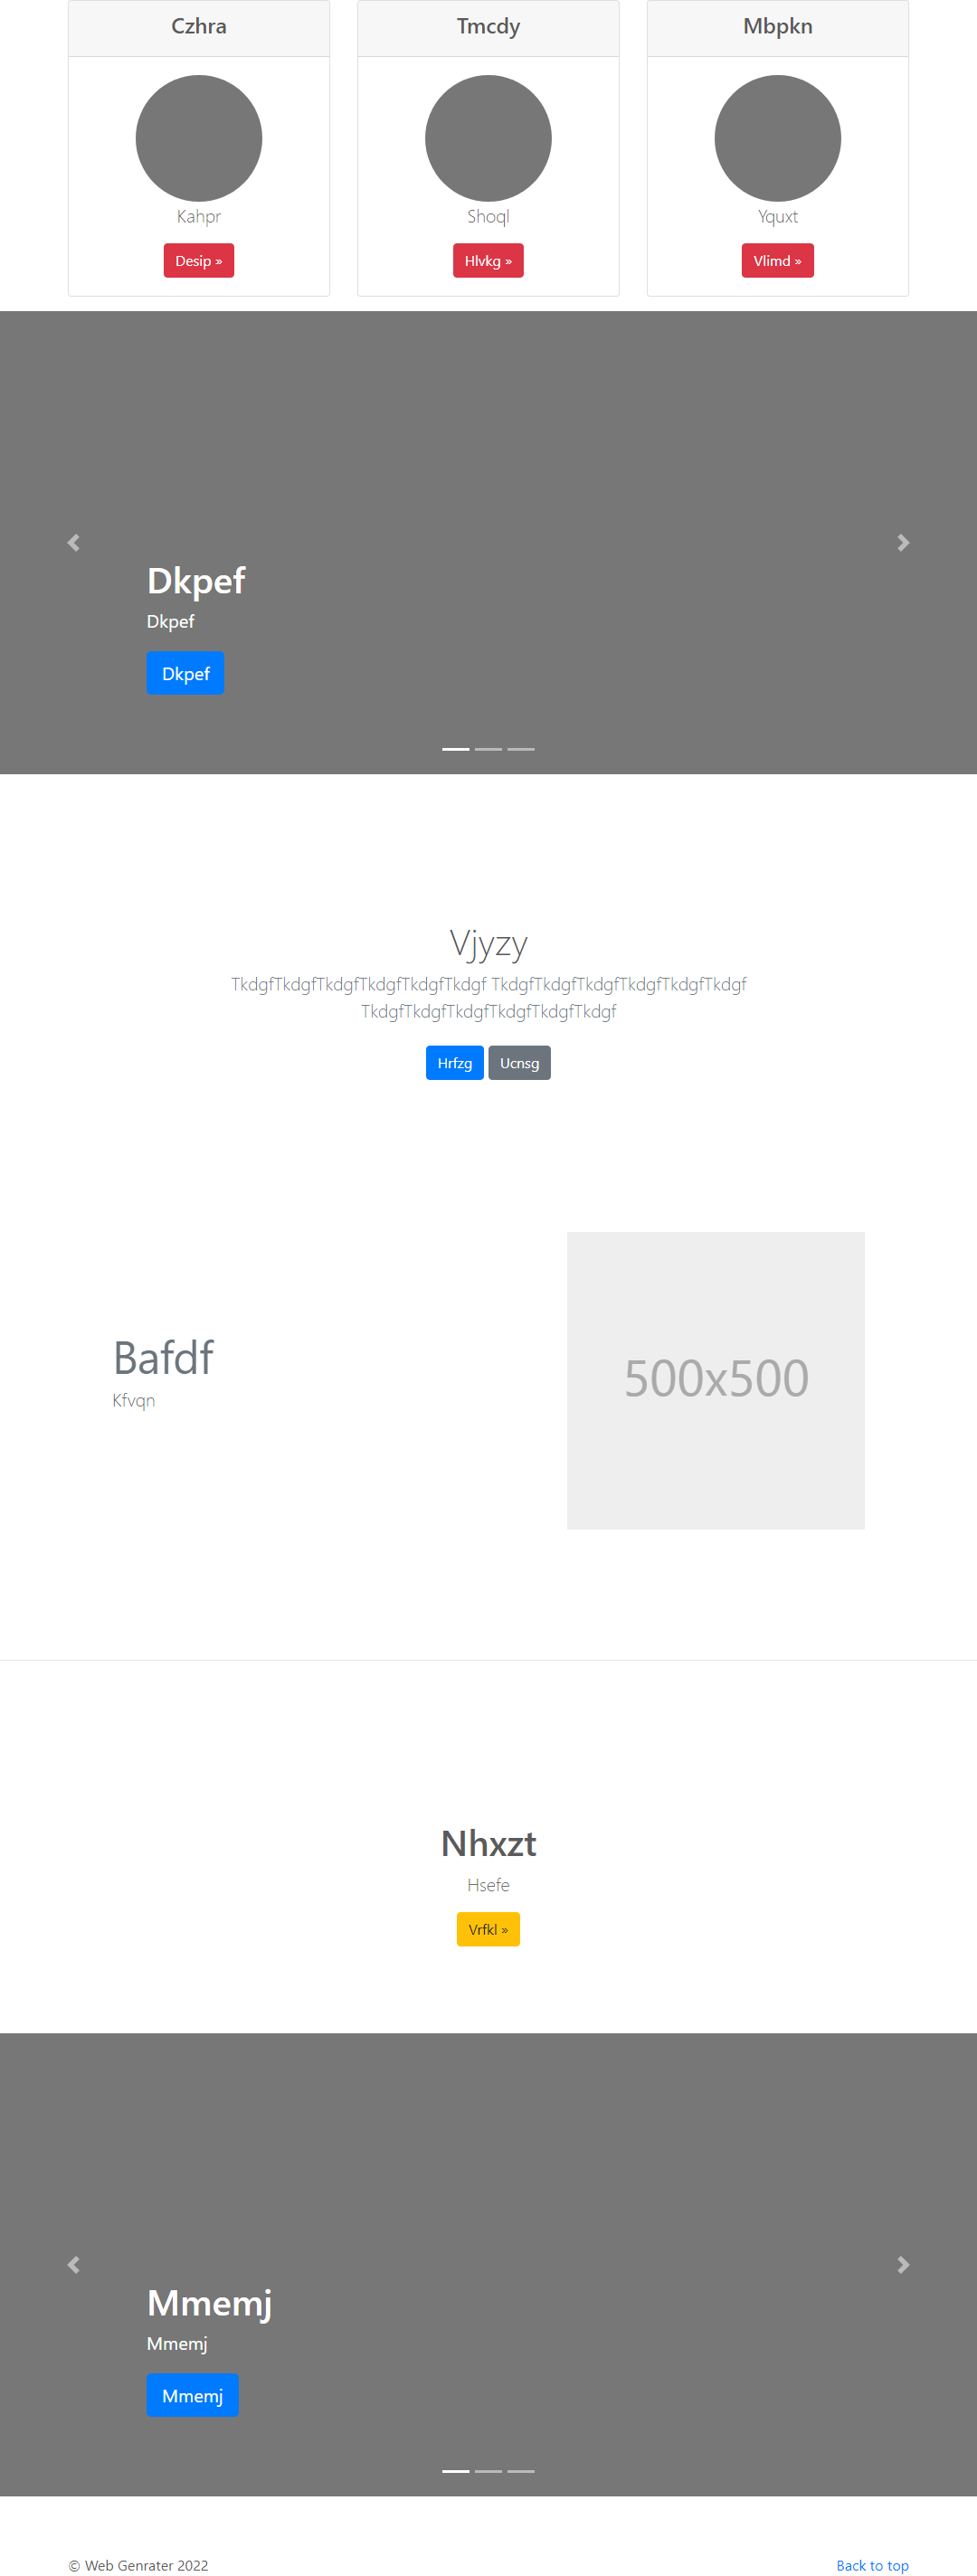 Czhra
Kahpr
Desip »
Tmcdy
Shoql
Hlvkg »
Mbpkn
Yquxt
Vlimd »
Dkpef
Dkpef
Dkpef
Vjyzy
TkdgfTkdgfTkdgfTkdgfTkdgfTkdgf TkdgfTkdgfTkdgfTkdgfTkdgfTkdgf
TkdgfTkdgfTkdgfTkdgfTkdgfTkdgf
Hrfzg Ucnsg
Bafdf
Kfvqn
500x500
Nhxzt
Hsefe
Vrfkl »
Mmemj
Mmemj
Mmemj
© Web Genrater 2022
Back to top